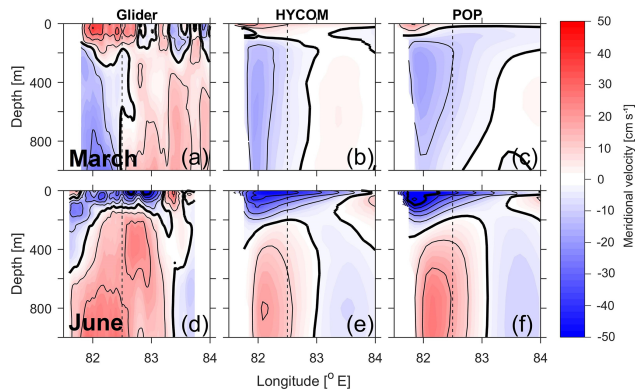 Glider HYCOM POP
0
400
800
Depth [m]
March (a) (b) (c)
0
400
800
Depth [m]
June (d) (e) (f)
82 83 84 82 83 84 82 83 84
Longitude [° E]
50
40
30
20
10
0
-10
-20
-30
-40
-50
Meridional velocity [cm s⁻¹]